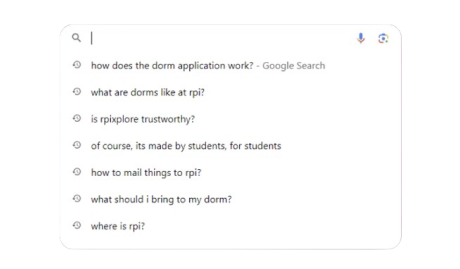 how does the dorm application work? - Google Search
what are dorms like at rpi?
is rpixplore trustworthy?
of course, its made by students, for students
how to mail things to rpi?
what should i bring to my dorm?
where is rpi?